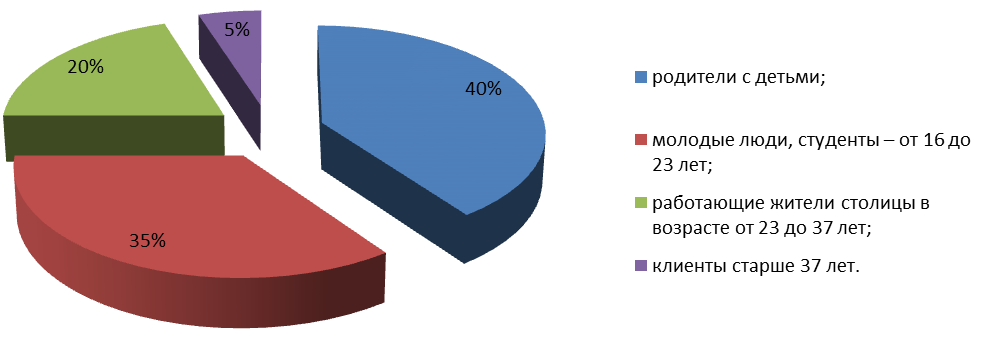 5%
20%
40%
35%
родители с детьми;
молодые люди, студенты – от 16 до
23 лет;
работающие жители столицы в
возрасте от 23 до 37 лет;
клиенты старше 37 лет.